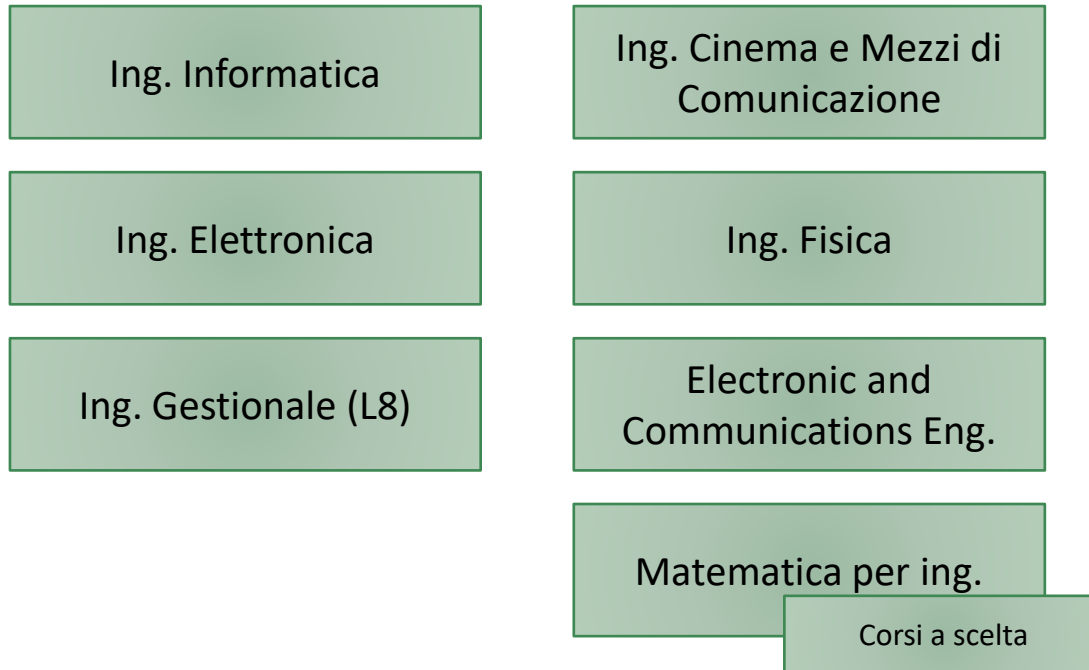 Ing. Informatica
Ing. Cinema e Mezzi di
Comunicazione
Ing. Elettronica
Ing. Fisica
Ing. Gestionale (L8)
Electronic and
Communications Eng.
Matematica per ing.
Corsi a scelta